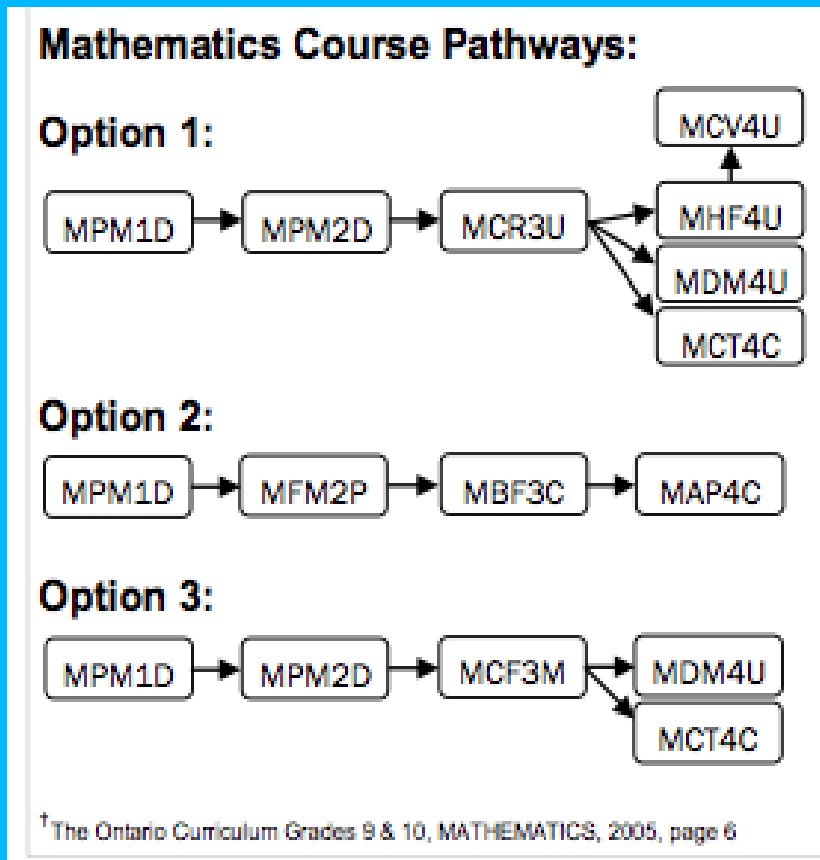 Mathematics Course Pathways:
Option 1:
MCV4U
MPM1D MPM2D MCR3U MHF4U
MDM4U
MCT4C
Option 2:
MPM1D MFM2P MBF3C MAP4C
Option 3:
MPM1D MPM2D MCF3M MDM4U
MCT4C
†The Ontario Curriculum Grades 9 & 10, MATHEMATICS, 2005, page 6